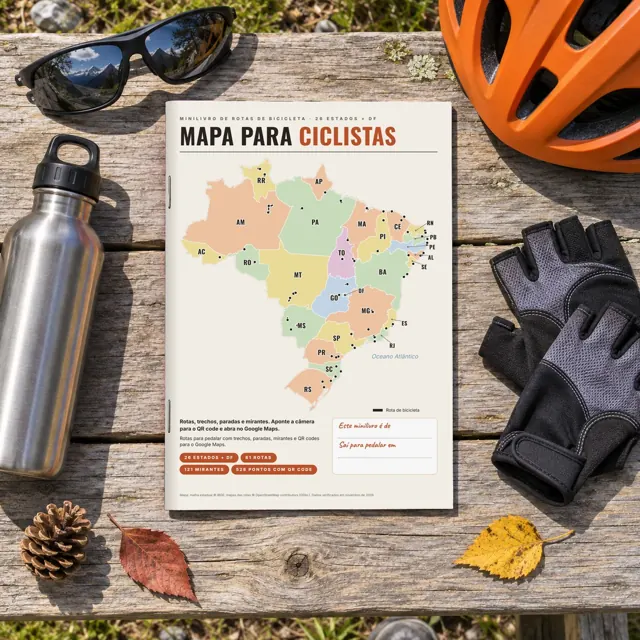 MINILIVRO DE ROTAS DE BICICLETA · 26 ESTADOS + DF
MAPA PARA CICLISTAS
RR
AP
AM
PA
MA
CE
RN
PB
PE
AL
SE
PI
AC
RO
TO
MT
BA
GO
DF
MG
ES
MS
SP
RJ
PR
SC
RS
Oceano Atlântico
Rota de bicicleta
Rotas, trechos, paradas e mirantes. Aponte a câmera
para o QR code e abra no Google Maps.
Rotas para pedalar com trechos, paradas, mirantes e QR codes
para o Google Maps.
26 ESTADOS + DF
61 ROTAS
121 MIRANTES
525 PONTOS COM QR CODE
Este minilivro é de
Saí para pedalar em